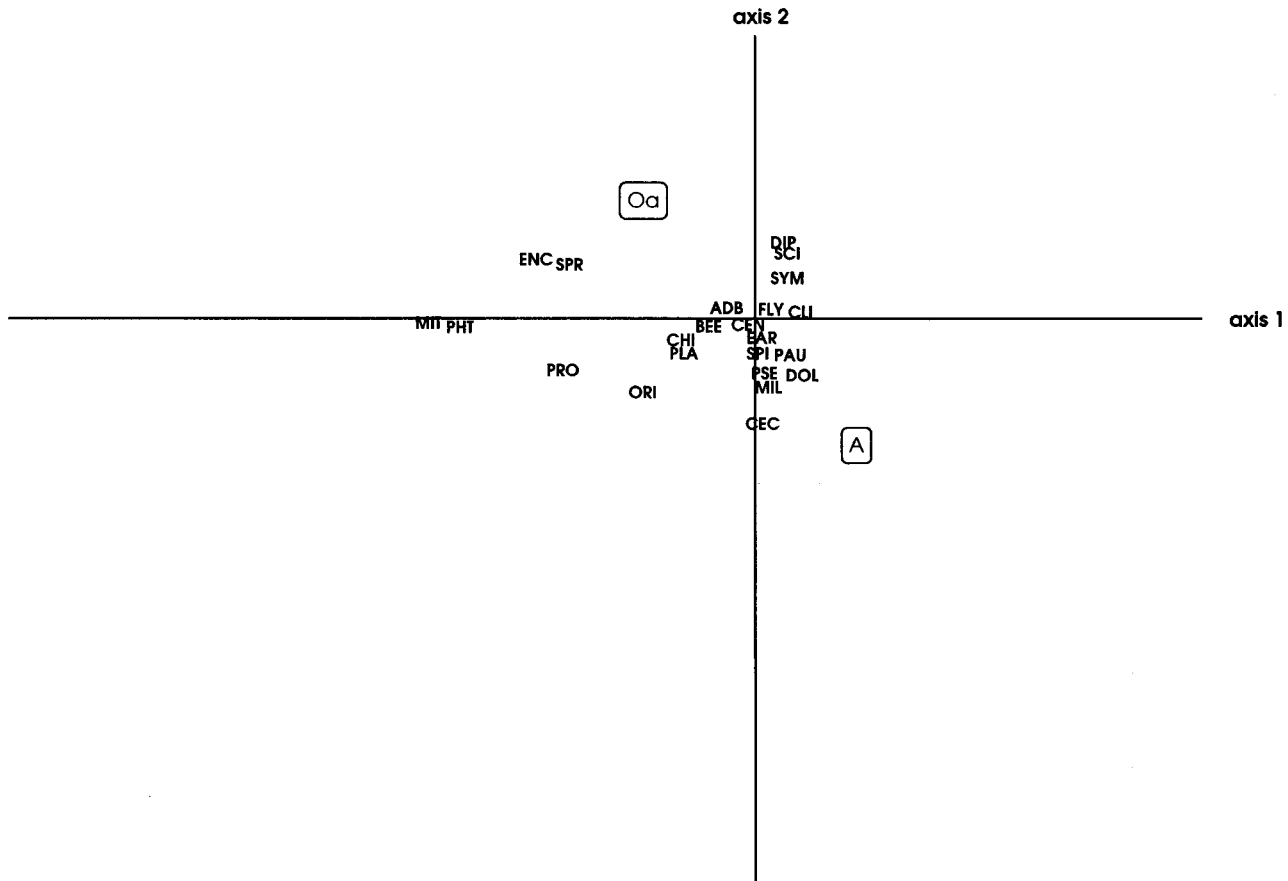 axis 2
Oa
DIP
SCI
ENC
SPR
SYM
ADB
FLY
CLI
axis 1
MIT
PHT
BEE
CEN
CHI
EAR
PLA
SPI
PAU
PRO
PSE
DOL
ORI
MIL
CEC
A